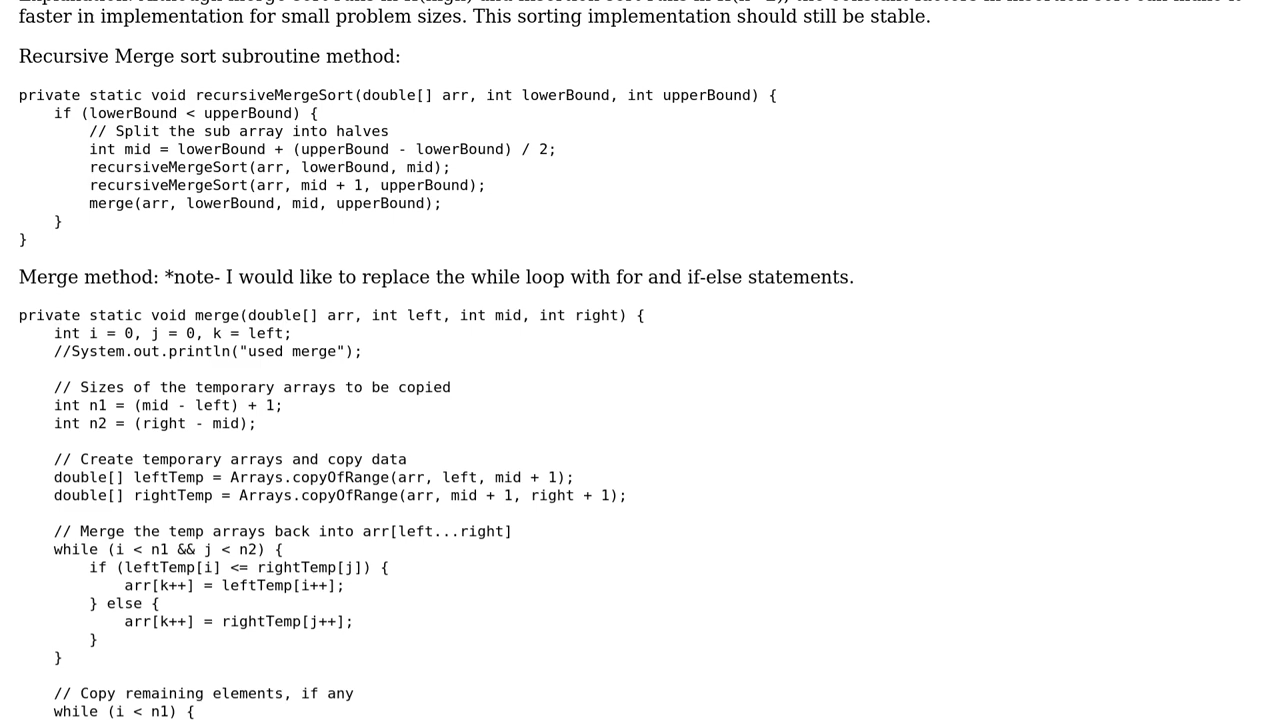 faster in implementation for small problem sizes. This sorting implementation should still be stable.
Recursive Merge sort subroutine method:
private static void recursiveMergeSort(double[] arr, int lowerBound, int upperBound) {
    if (lowerBound < upperBound) {
        // Split the sub array into halves
        int mid = lowerBound + (upperBound - lowerBound) / 2;
        recursiveMergeSort(arr, lowerBound, mid);
        recursiveMergeSort(arr, mid + 1, upperBound);
        merge(arr, lowerBound, mid, upperBound);
    }
}
Merge method: *note- I would like to replace the while loop with for and if-else statements.
private static void merge(double[] arr, int left, int mid, int right) {
    int i = 0, j = 0, k = left;
    //System.out.println("used merge");
    // Sizes of the temporary arrays to be copied
    int n1 = (mid - left) + 1;
    int n2 = (right - mid);
    // Create temporary arrays and copy data
    double[] leftTemp = Arrays.copyOfRange(arr, left, mid + 1);
    double[] rightTemp = Arrays.copyOfRange(arr, mid + 1, right + 1);
    // Merge the temp arrays back into arr[left...right]
    while (i < n1 && j < n2) {
        if (leftTemp[i] <= rightTemp[j]) {
            arr[k++] = leftTemp[i++];
        } else {
            arr[k++] = rightTemp[j++];
        }
    }
    // Copy remaining elements, if any
    while (i < n1) {